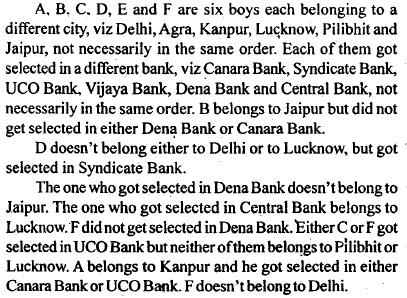 A, B, C, D, E and F are six boys each belonging to a
different city, viz Delhi, Agra, Kanpur, Lucknow, Pilibhit and
Jaipur, not necessarily in the same order. Each of them got
selected in a different bank, viz Canara Bank, Syndicate Bank,
UCO Bank, Vijaya Bank, Dena Bank and Central Bank, not
necessarily in the same order. B belongs to Jaipur but did not
get selected in either Dena Bank or Canara Bank.
D doesn't belong either to Delhi or to Lucknow, but got
selected in Syndicate Bank.
The one who got selected in Dena Bank doesn't belong to
Jaipur. The one who got selected in Central Bank belongs to
Lucknow. F did not get selected in Dena Bank. Either C or F got
selected in UCO Bank but neither of them belongs to Pilibhit or
Lucknow. A belongs to Kanpur and he got selected in either
Canara Bank or UCO Bank. F doesn't belong to Delhi.